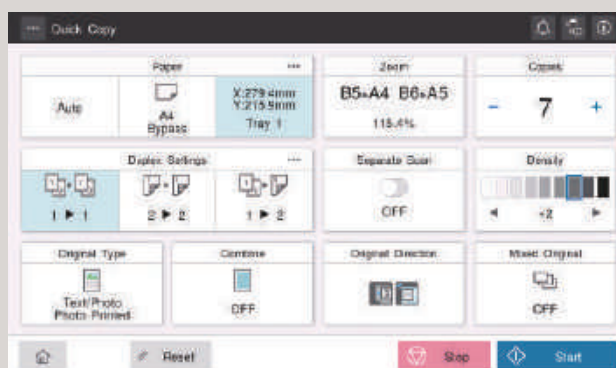 Quick Copy
Paper
Auto
A4
Bypass
X:279.4mm
Y:215.9mm
Tray 1
Zoom
B5▸A4 B6▸A5
115.4%
Copies
- 7 +
Duplex Settings
1 ▶ 1
2 ▶ 2
1 ▶ 2
Separate Scan
OFF
Density
◀ +2 ▶
Original Type
Text/Photo
Photo Printed
Combine
OFF
Original Direction
Mixed Original
OFF
Reset
Stop
Start